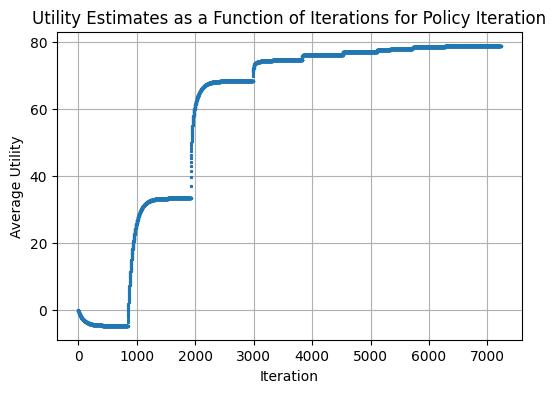 Utility Estimates as a Function of Iterations for Policy Iteration
80
60
40
20
0
Average Utility
0 1000 2000 3000 4000 5000 6000 7000
Iteration